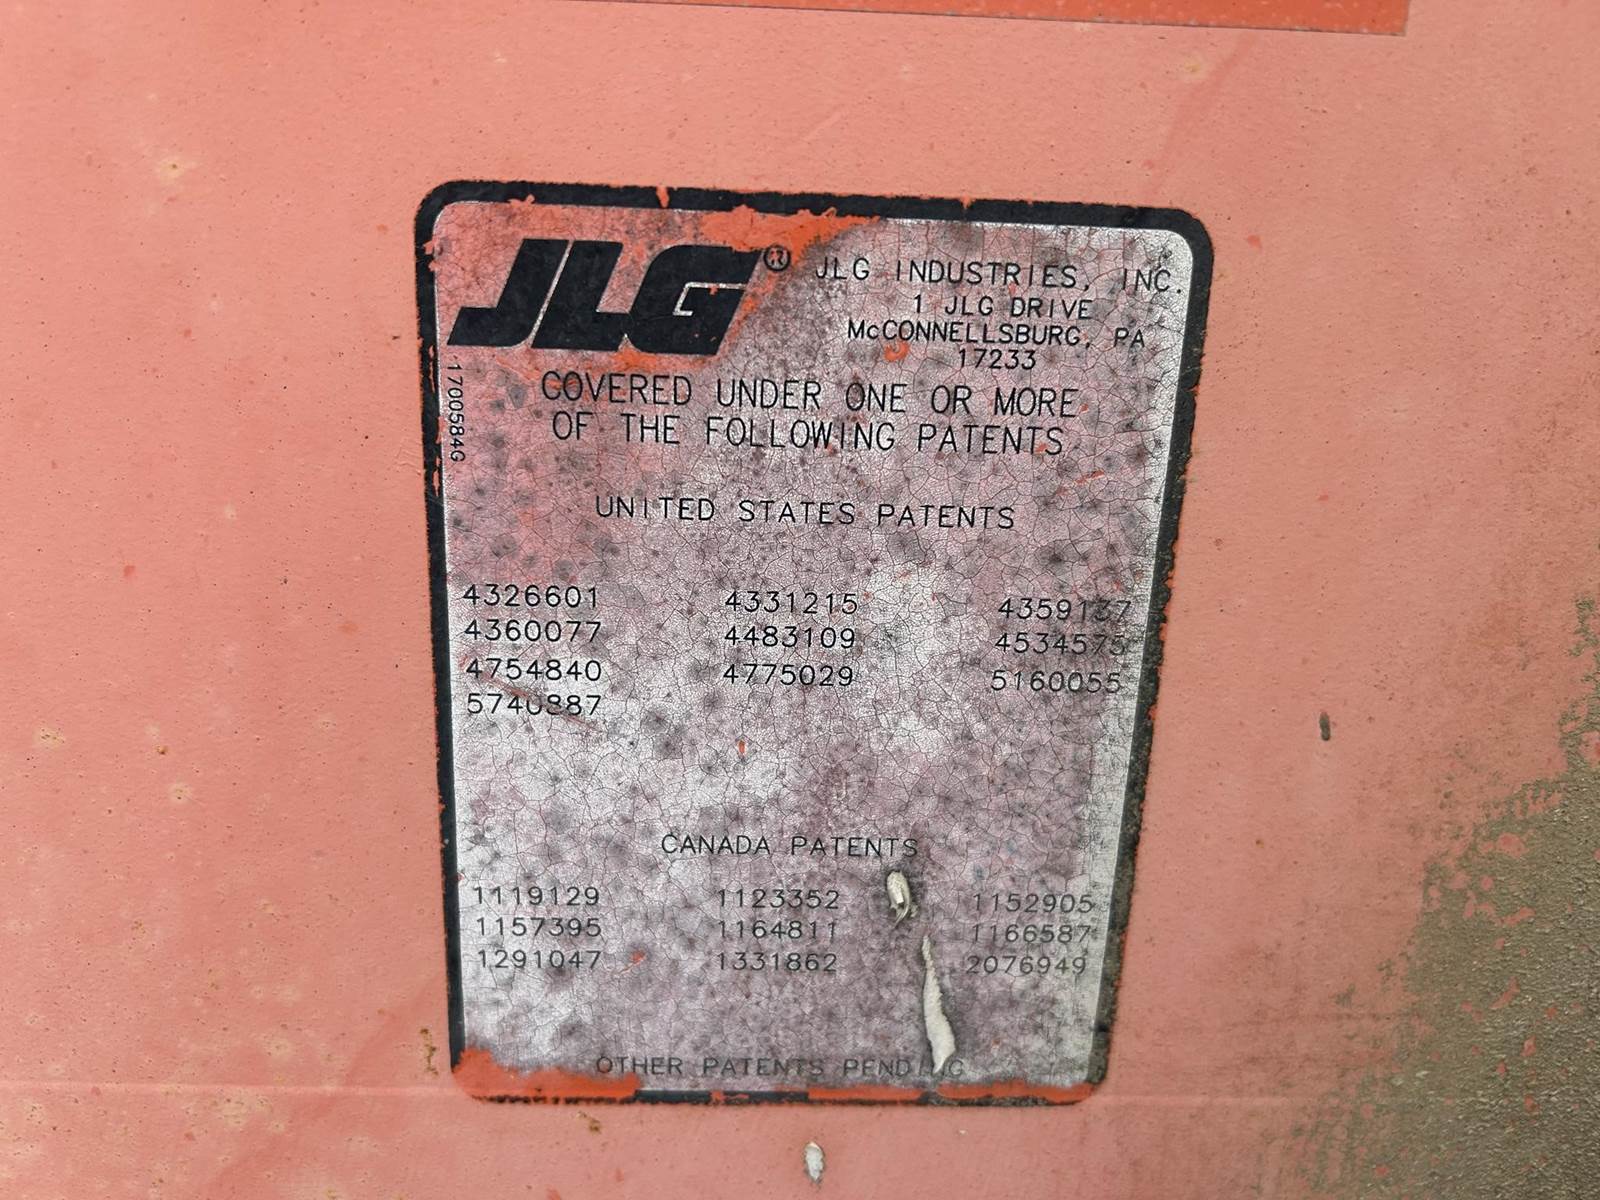 JLG®
JLG INDUSTRIES, INC.
1 JLG DRIVE
McCONNELLSBURG, PA
17233
1700584G
COVERED UNDER ONE OR MORE
OF THE FOLLOWING PATENTS
UNITED STATES PATENTS
4326601 4331215 4359137
4360077 4483109 4534575
4754840 4775029 5160055
5740887
CANADA PATENTS
1119129 1123352 1152905
1157395 1164811 1166587
1291047 1331862 2076949
OTHER PATENTS PENDING